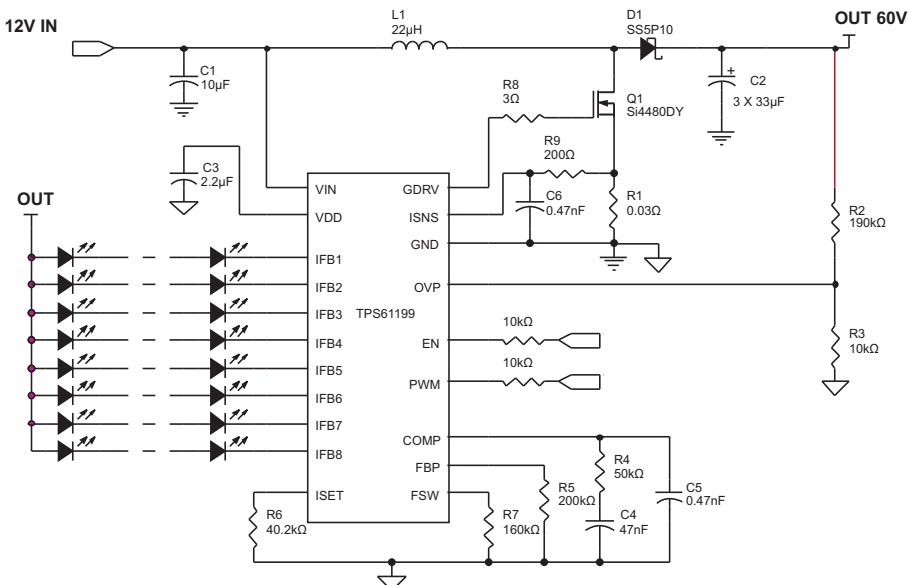 12V IN
L1
22µH
D1
SS5P10
OUT 60V
C1
10µF
R8
3Ω
Q1
Si4480DY
+
C2
3 X 33µF
R9
200Ω
C3
2.2µF
VIN
GDRV
C6
0.47nF
R1
0.03Ω
OUT
VDD
ISNS
R2
190kΩ
GND
IFB1
IFB2
OVP
IFB3
TPS61199
IFB4
EN
10kΩ
R3
10kΩ
IFB5
PWM
10kΩ
IFB6
IFB7
COMP
IFB8
FBP
R4
50kΩ
ISET
FSW
R5
200kΩ
C5
0.47nF
R6
40.2kΩ
R7
160kΩ
C4
47nF